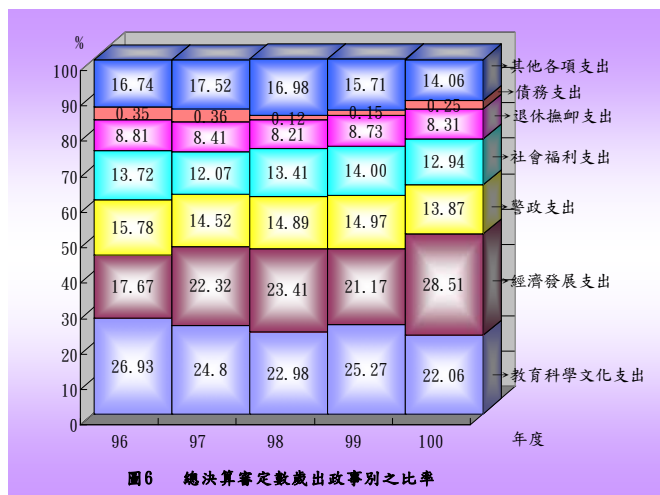 %
100
90
80
70
60
50
40
30
20
10
0
16.74 17.52 16.98 15.71 14.06
0.35 0.36 0.12 0.15 0.25
8.81 8.41 8.21 8.73 8.31
13.72 12.07 13.41 14.00 12.94
15.78 14.52 14.89 14.97 13.87
17.67 22.32 23.41 21.17 28.51
26.93 24.8 22.98 25.27 22.06
其他各項支出
債務支出
退休撫卹支出
社會福利支出
警政支出
經濟發展支出
教育科學文化支出
96 97 98 99 100 年度
圖6 總決算審定數歲出政事別之比率